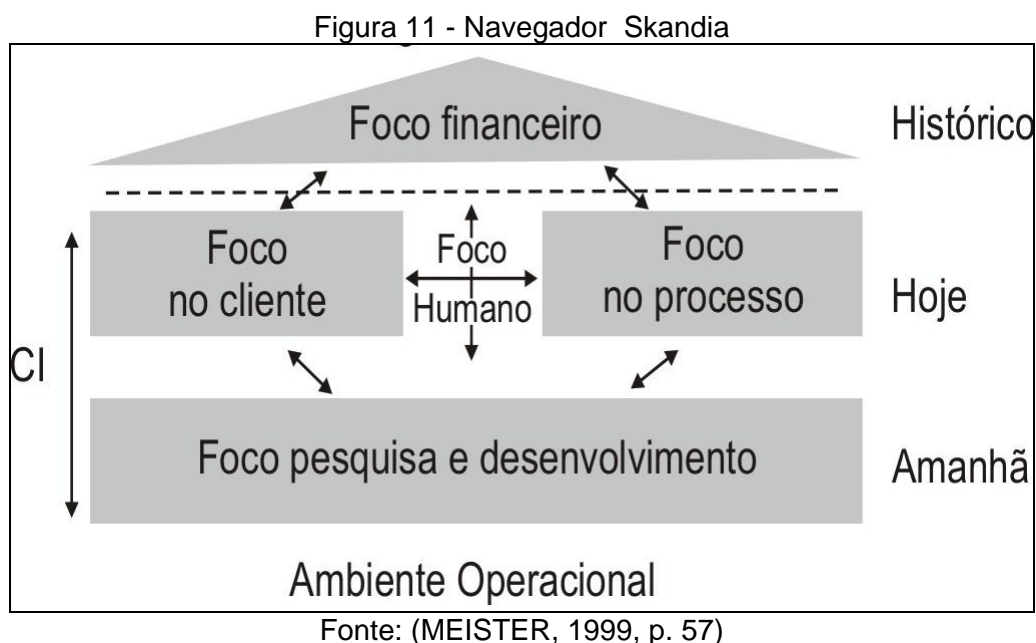 Figura 11 - Navegador Skandia
Foco financeiro
Histórico
Foco
no cliente
Foco
Humano
Foco
no processo
Hoje
CI
Foco pesquisa e desenvolvimento
Amanhã
Ambiente Operacional
Fonte: (MEISTER, 1999, p. 57)